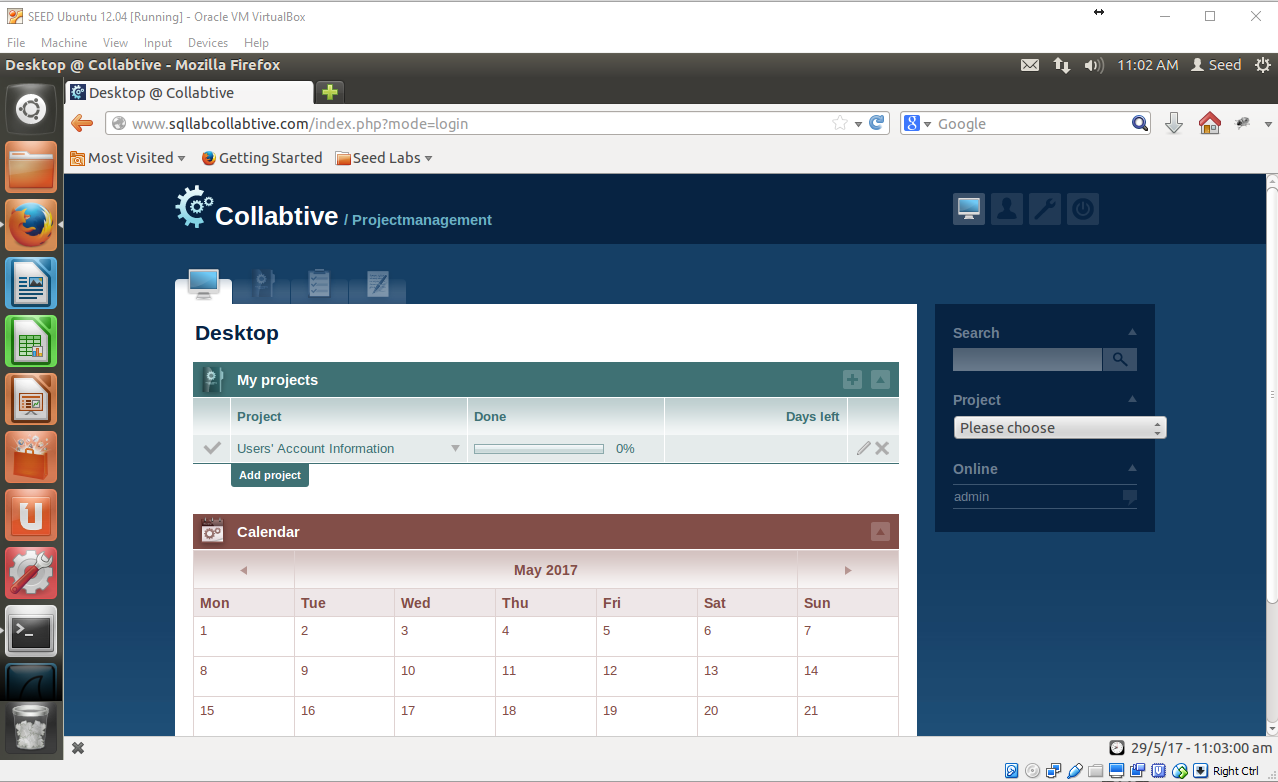 SEED Ubuntu 12.04 [Running] - Oracle VM VirtualBox
File Machine View Input Devices Help
Desktop @ Collabtive - Mozilla Firefox 11:02 AM Seed
Desktop @ Collabtive
www.sqllabcollabtive.com/index.php?mode=login Google
Most Visited Getting Started Seed Labs
Collabtive / Projectmanagement
Desktop
My projects
Project Done Days left
Users' Account Information 0%
Add project
Calendar
May 2017
Mon Tue Wed Thu Fri Sat Sun
1 2 3 4 5 6 7
8 9 10 11 12 13 14
15 16 17 18 19 20 21
Search
Project
Please choose
Online
admin
29/5/17 - 11:03:00 am
Right Ctrl